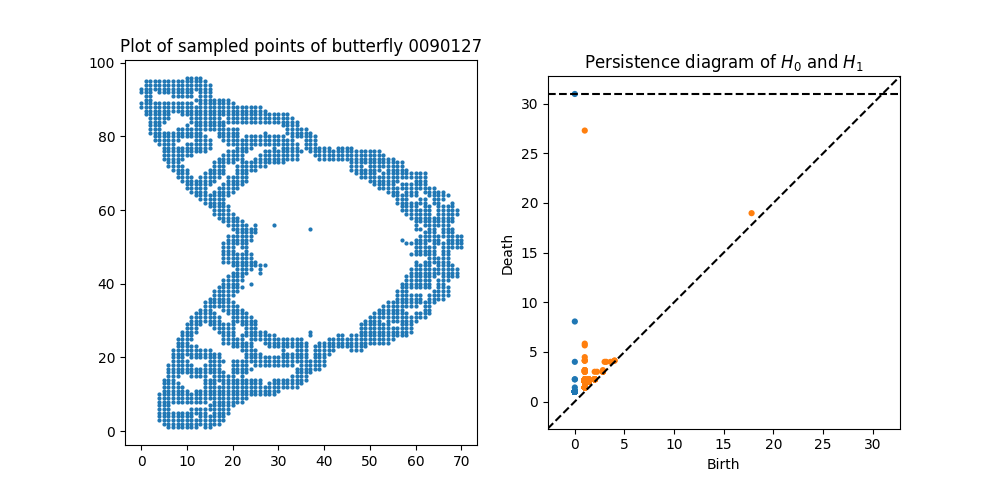 Plot of sampled points of butterfly 0090127
100
80
60
40
20
0
0 10 20 30 40 50 60 70
Persistence diagram of H₀ and H₁
Death
30
25
20
15
10
5
0
0 5 10 15 20 25 30
Birth